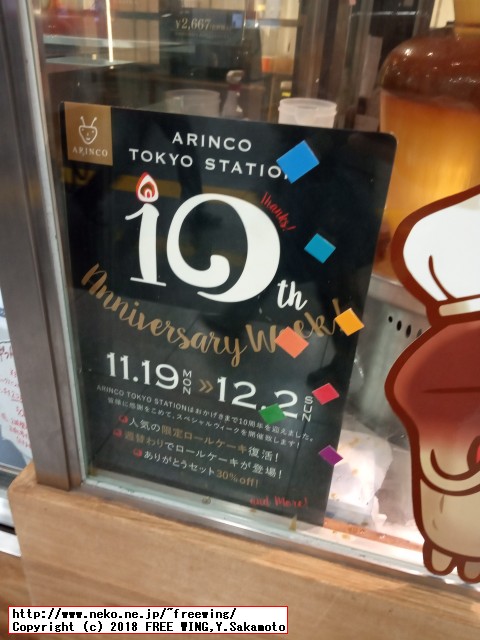 ¥2,667
ARINCO
ARINCO
TOKYO STATION
Thanks!
10th
Anniversary Week!
11.19 MON » 12.2 SUN
ARINCO TOKYO STATIONはおかげさまで10周年を迎えました。
皆様に感謝をこめて、スペシャルウィークを開催致します!
人気の限定ロールケーキ復活!
週替わりでロールケーキが登場!
ありがとうセット30%off!
and More!
http://www.neko.ne.jp/~freewing/
Copyright (c) 2018 FREE WING,Y.Sakamoto